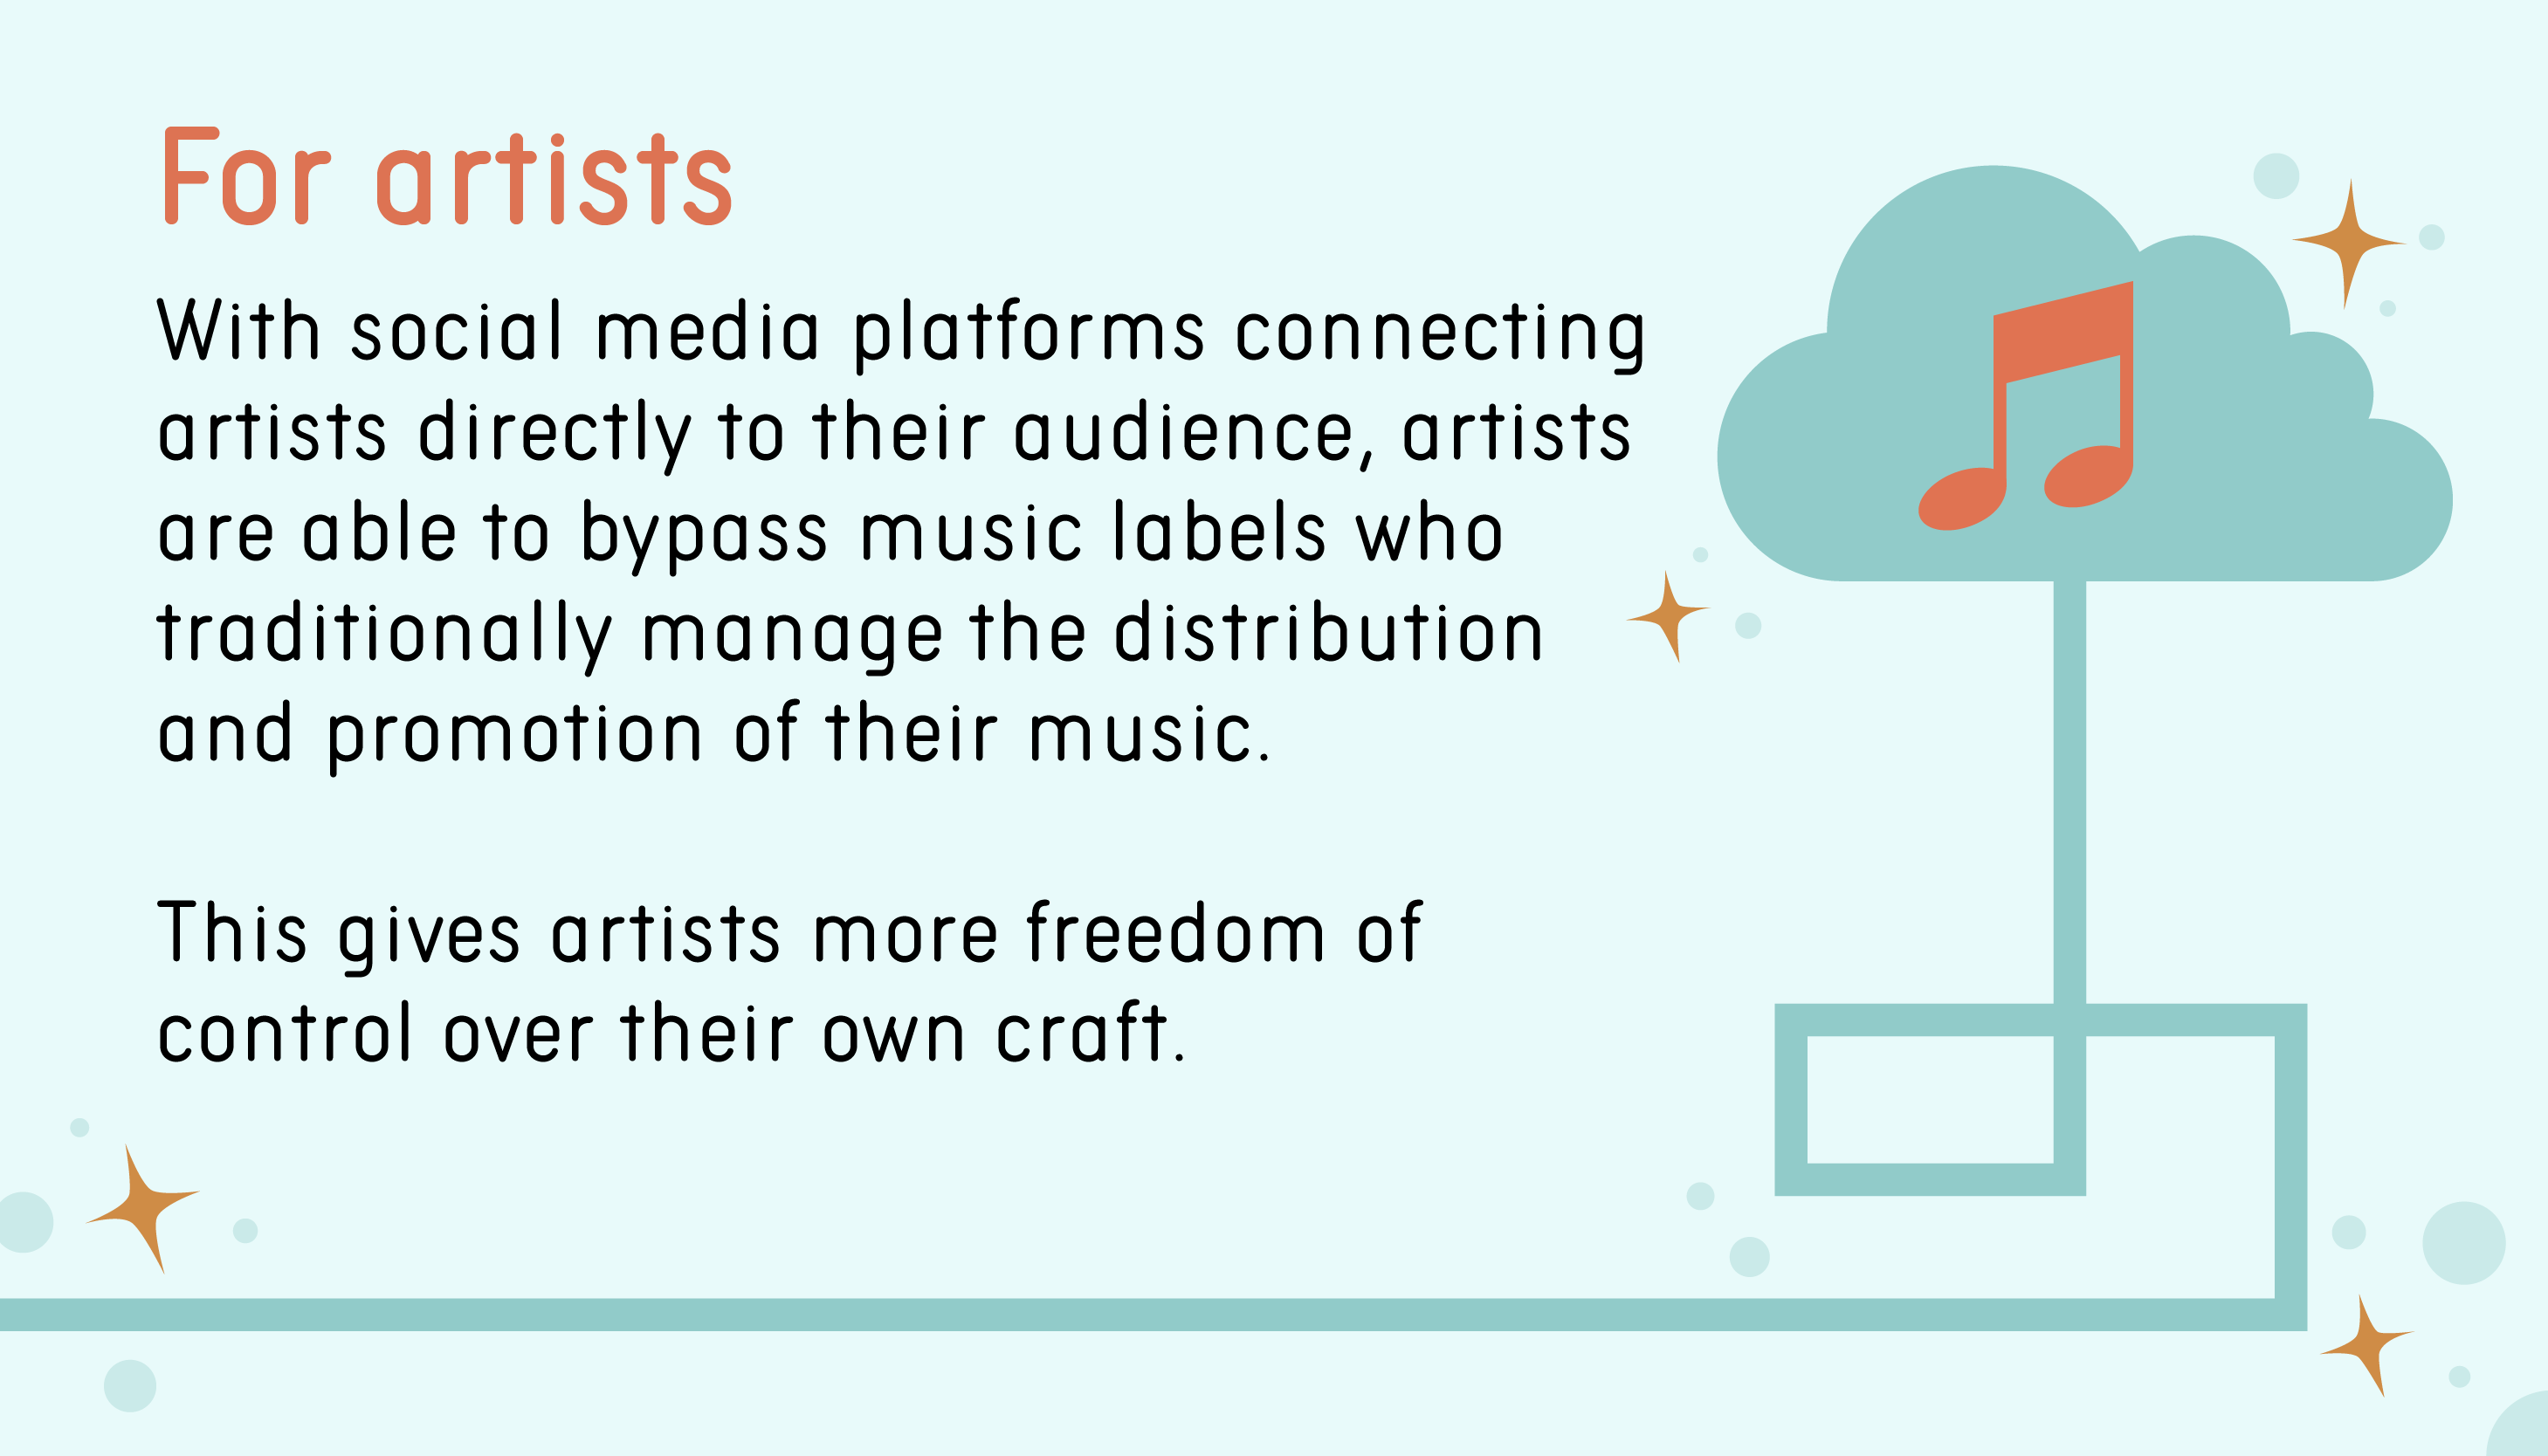 For artists
With social media platforms connecting
artists directly to their audience, artists
are able to bypass music labels who
traditionally manage the distribution
and promotion of their music.
This gives artists more freedom of
control over their own craft.